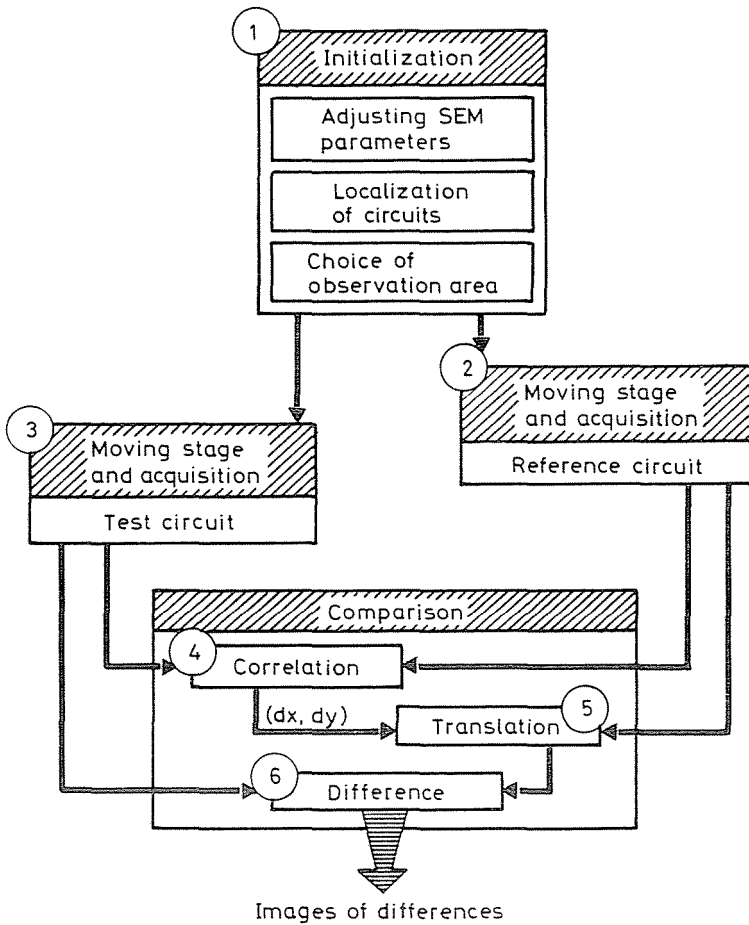 1
Initialization
Adjusting SEM
parameters
Localization
of circuits
Choice of
observation area
2
Moving stage
and acquisition
Reference circuit
3
Moving stage
and acquisition
Test circuit
Comparison
4
Correlation
(dx, dy)
5
Translation
6
Difference
Images of differences